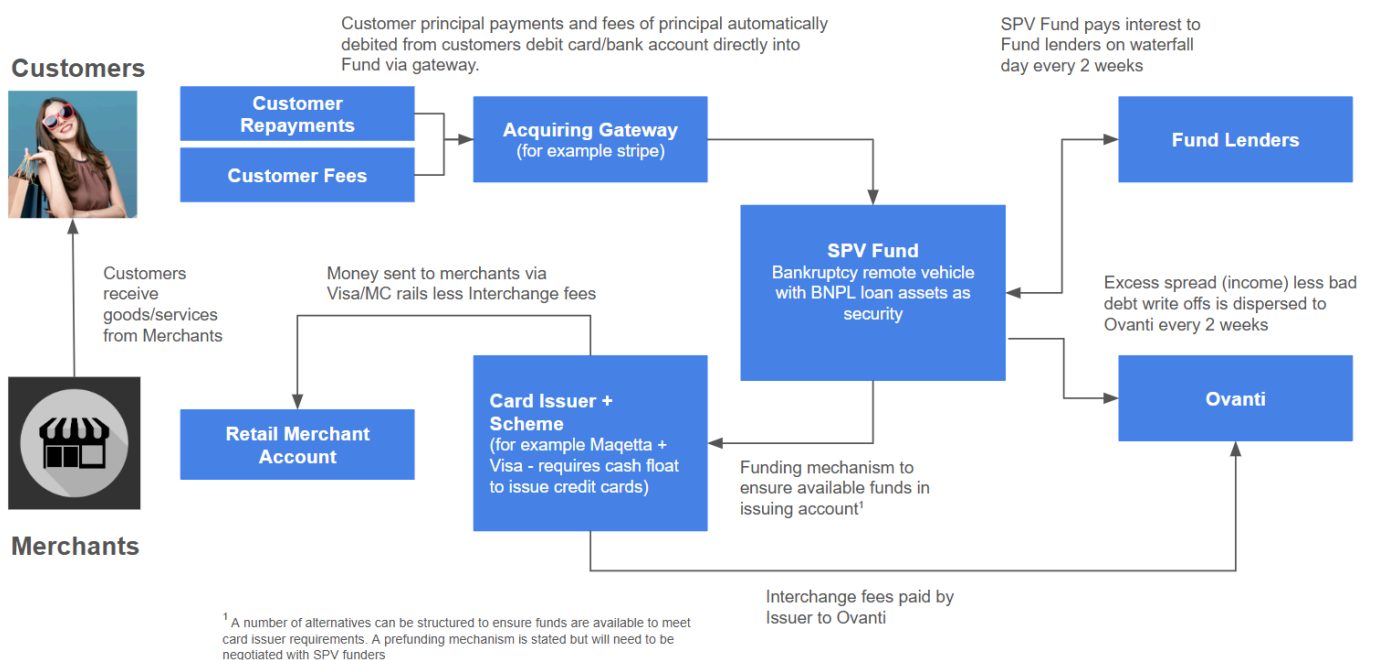 Customer principal payments and fees of principal automatically
debited from customers debit card/bank account directly into
Fund via gateway.
SPV Fund pays interest to
Fund lenders on waterfall
day every 2 weeks
Customers
Customer
Repayments
Customer Fees
Acquiring Gateway
(for example stripe)
Fund Lenders
SPV Fund
Bankruptcy remote vehicle
with BNPL loan assets as
security
Customers
receive
goods/services
from Merchants
Money sent to merchants via
Visa/MC rails less Interchange fees
Excess spread (income) less bad
debt write offs is dispersed to
Ovanti every 2 weeks
Card Issuer +
Scheme
(for example Maqetta +
Visa - requires cash float
to issue credit cards)
Retail Merchant
Account
Ovanti
Funding mechanism to
ensure available funds in
issuing account¹
Merchants
Interchange fees paid by
Issuer to Ovanti
¹ A number of alternatives can be structured to ensure funds are available to meet
card issuer requirements. A prefunding mechanism is stated but will need to be
negotiated with SPV funders